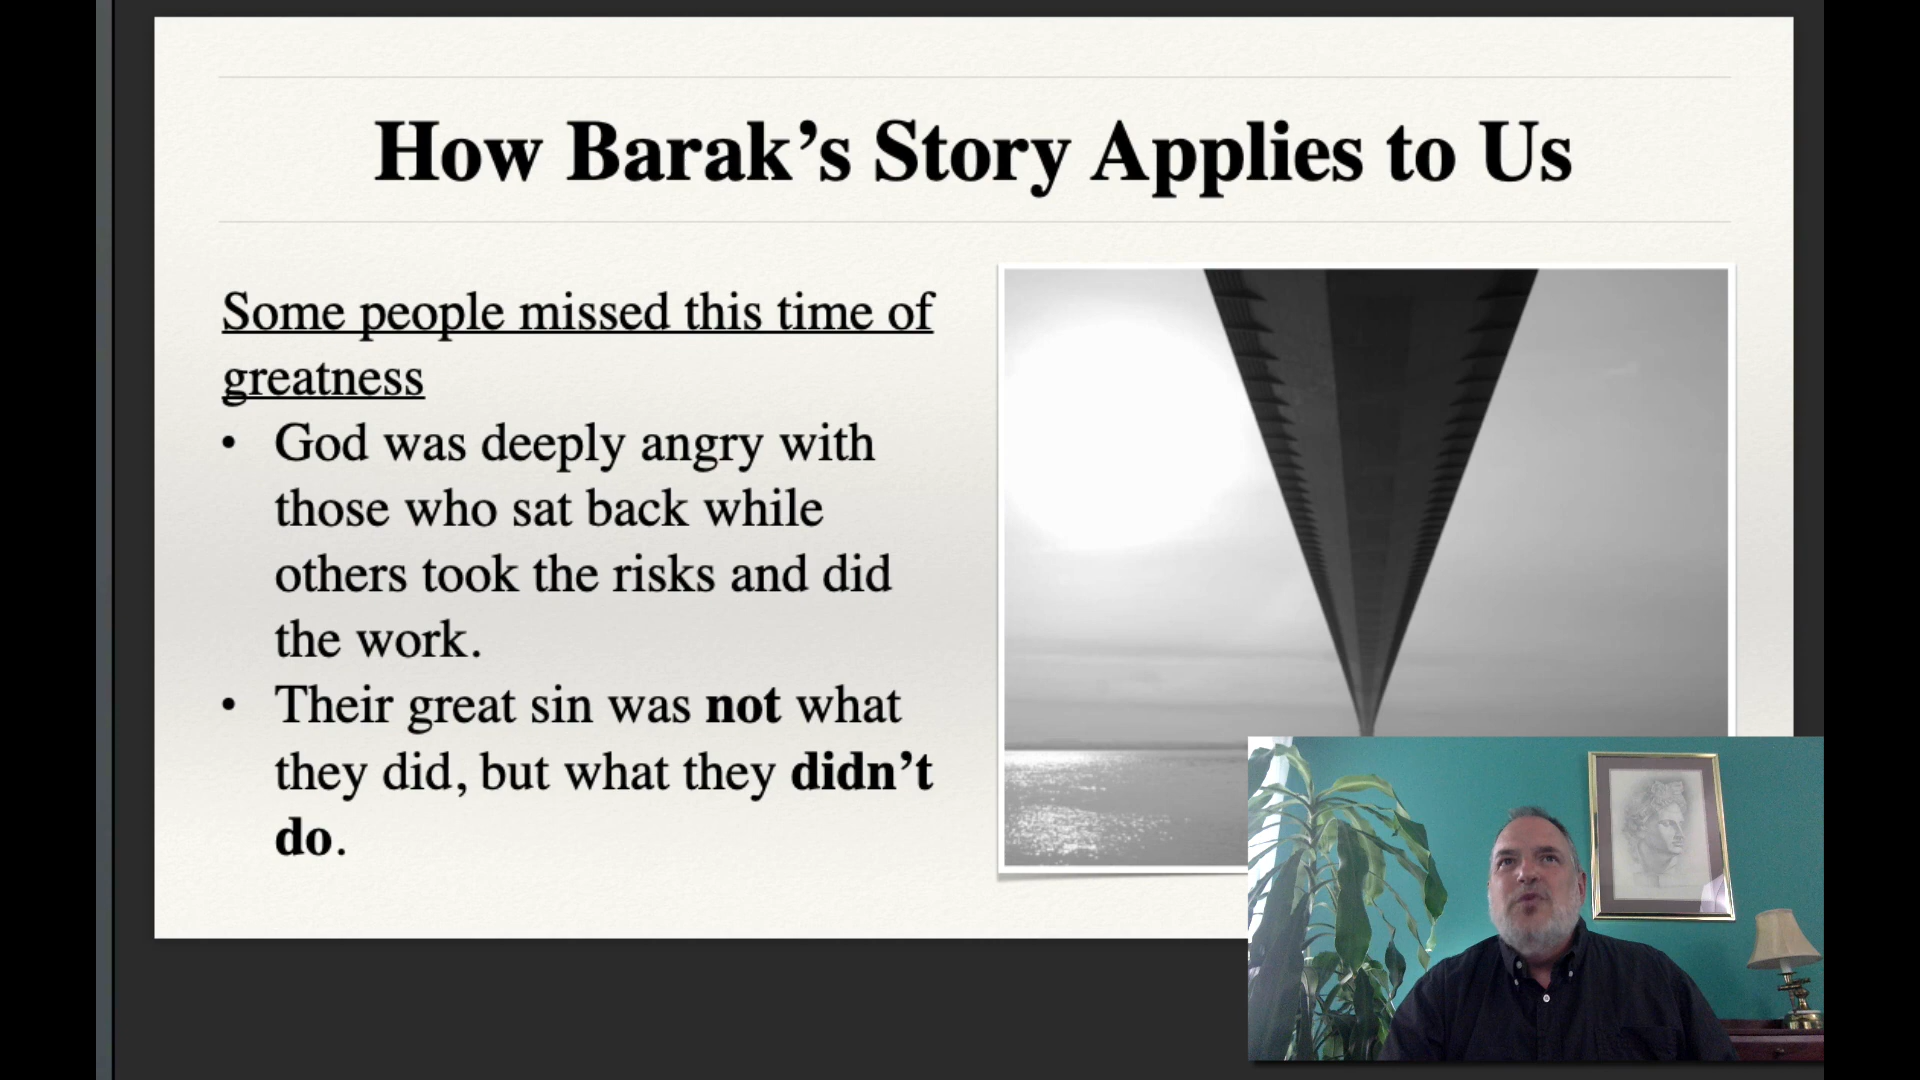 How Barak’s Story Applies to Us
Some people missed this time of
greatness
• God was deeply angry with
those who sat back while
others took the risks and did
the work.
• Their great sin was not what
they did, but what they didn’t
do.